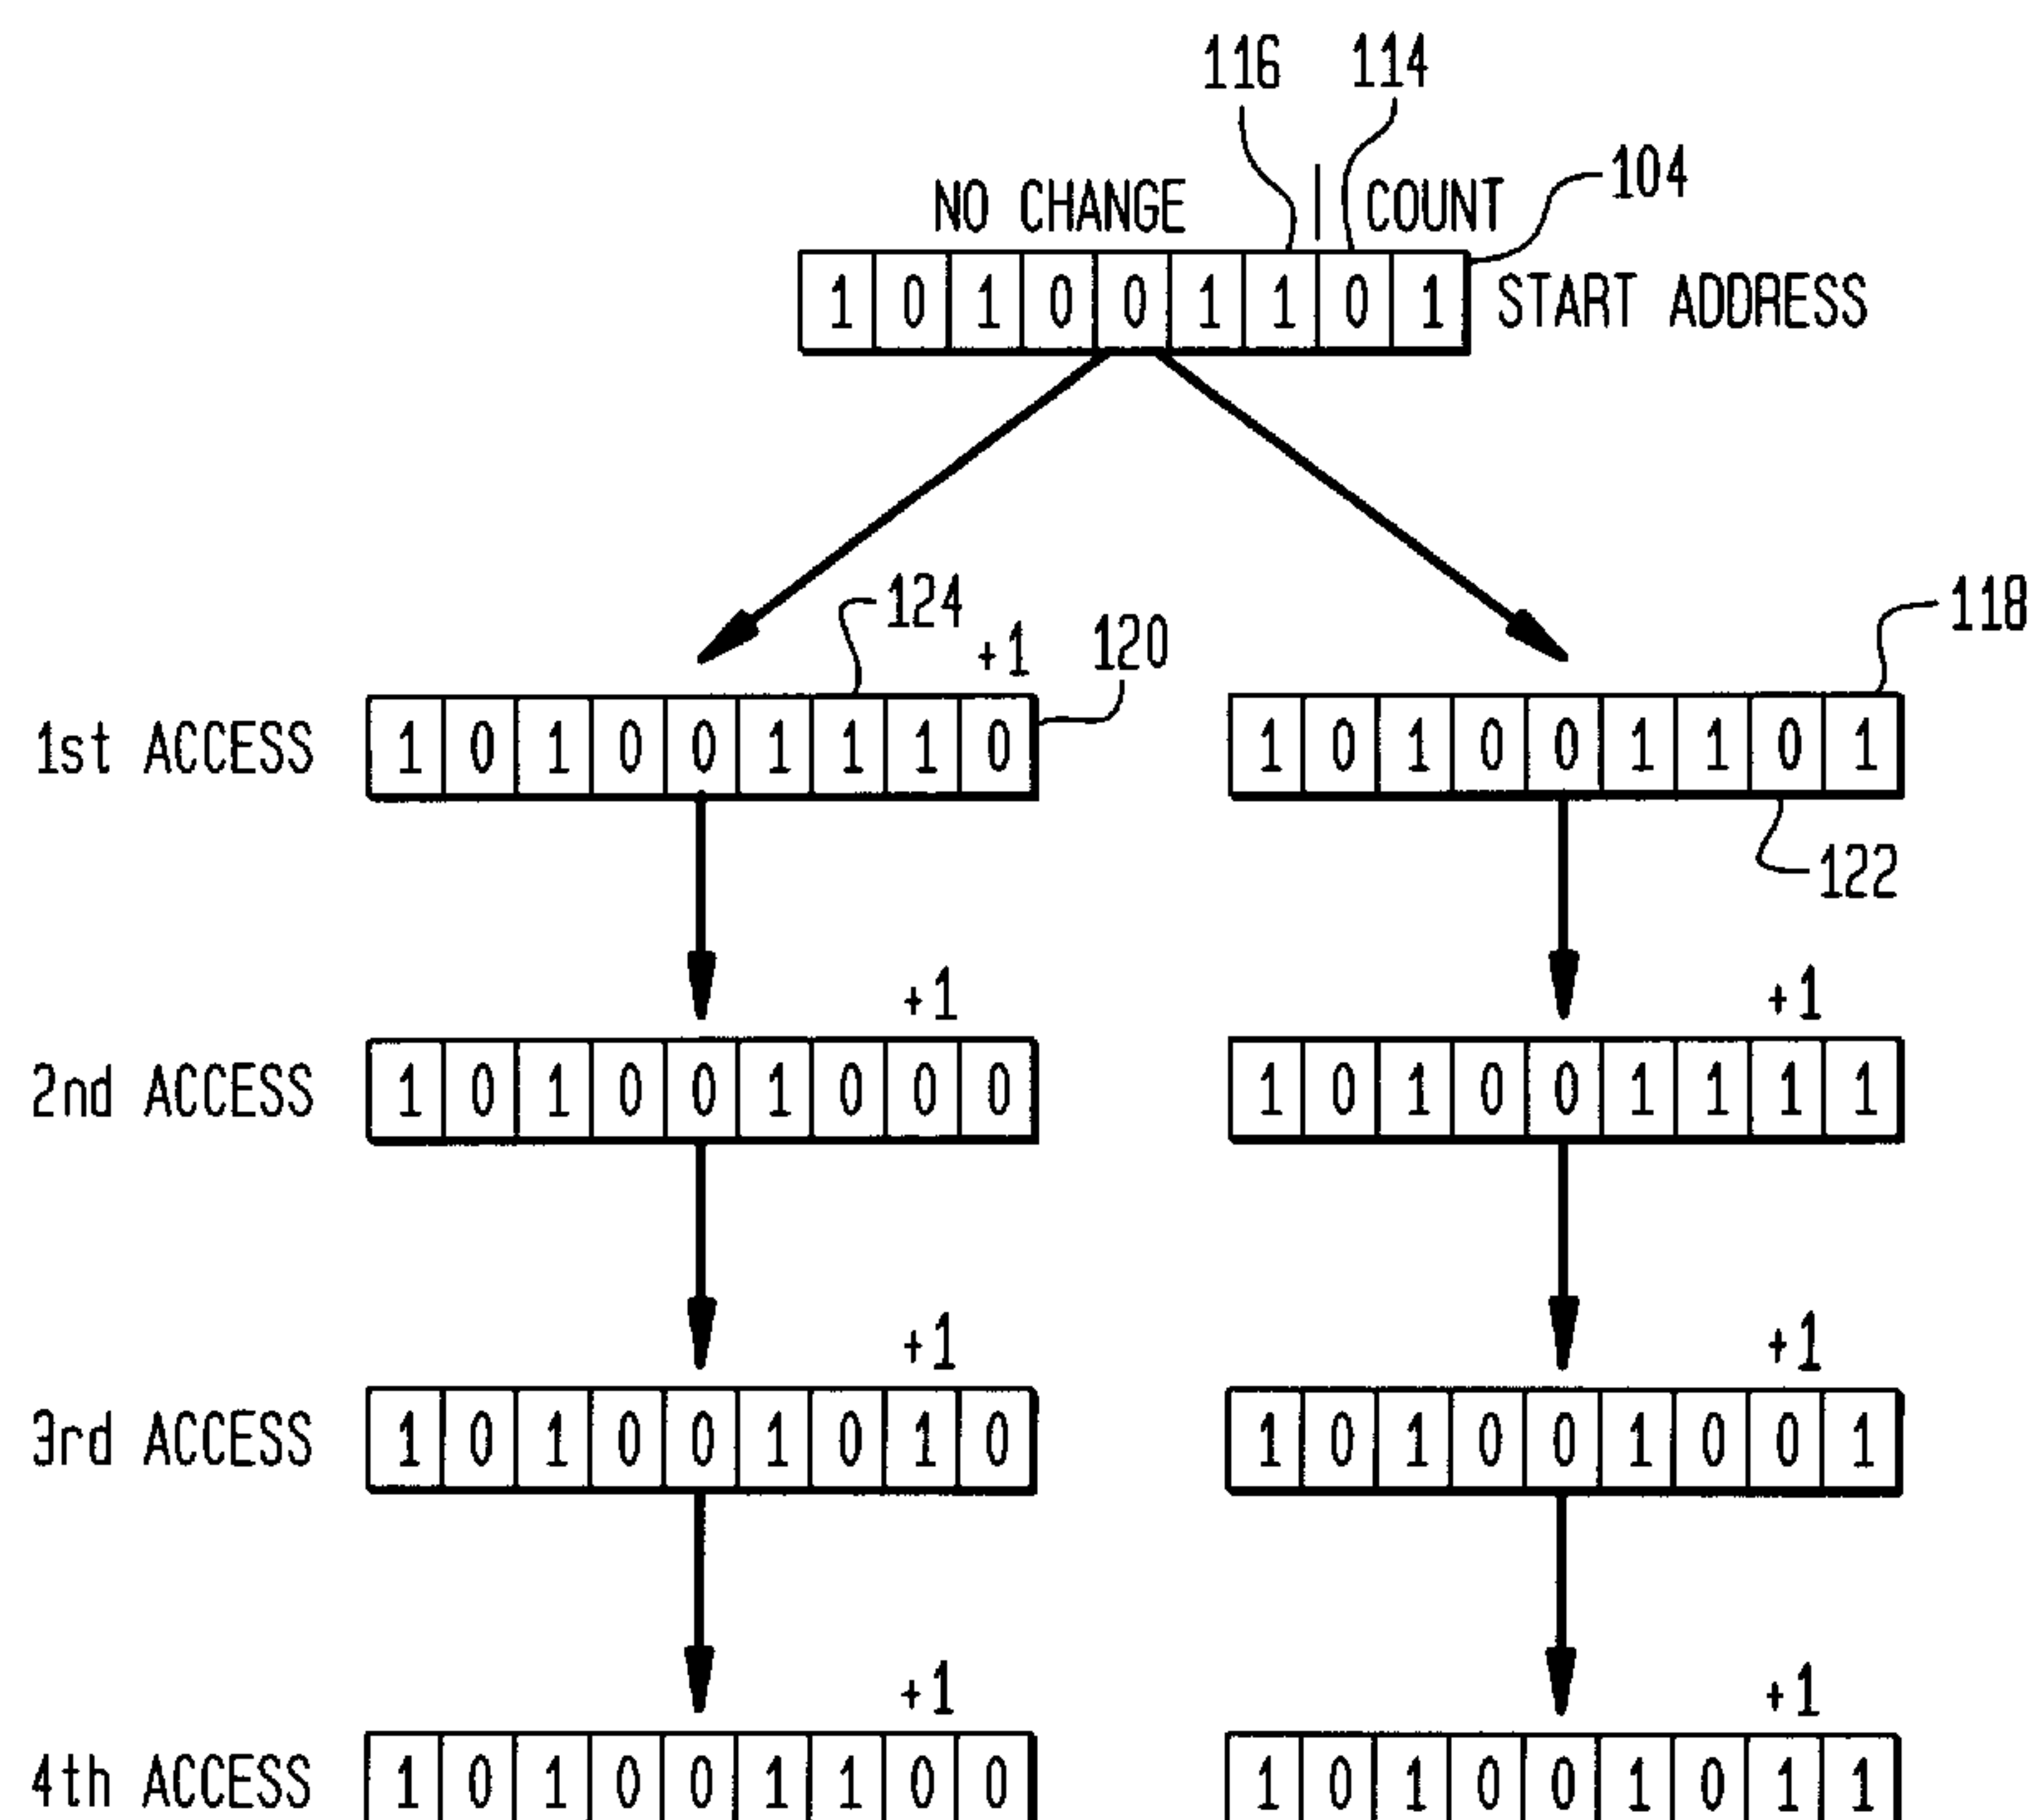 116 114
NO CHANGE | COUNT 104
1 0 1 0 0 1 1 0 1 START ADDRESS
124 +1 120 118
1st ACCESS 1 0 1 0 0 1 1 1 0 1 0 1 0 0 1 1 0 1
122
+1 +1
2nd ACCESS 1 0 1 0 0 1 0 0 0 1 0 1 0 0 1 1 1 1
+1 +1
3rd ACCESS 1 0 1 0 0 1 0 1 0 1 0 1 0 0 1 0 0 1
+1 +1
4th ACCESS 1 0 1 0 0 1 1 0 0 1 0 1 0 0 1 0 1 1